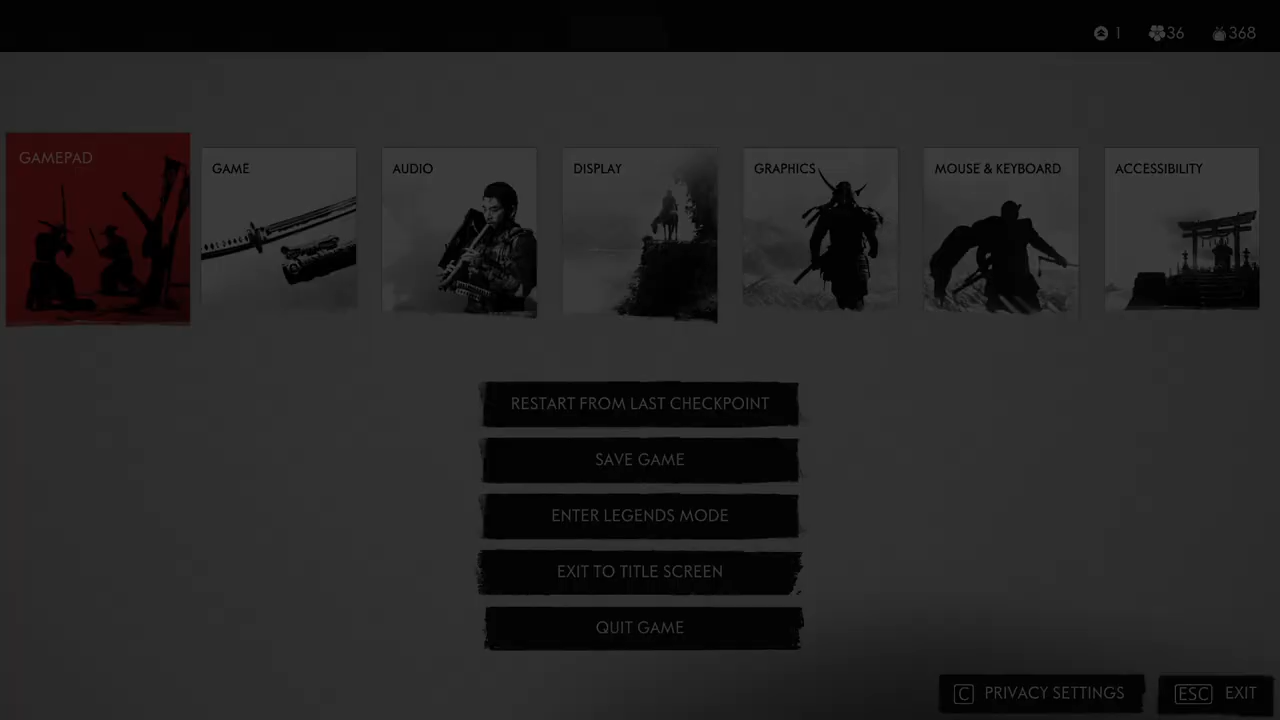 1 36 368
GAMEPAD
GAME
AUDIO
DISPLAY
GRAPHICS
MOUSE & KEYBOARD
ACCESSIBILITY
RESTART FROM LAST CHECKPOINT
SAVE GAME
ENTER LEGENDS MODE
EXIT TO TITLE SCREEN
QUIT GAME
C PRIVACY SETTINGS ESC EXIT